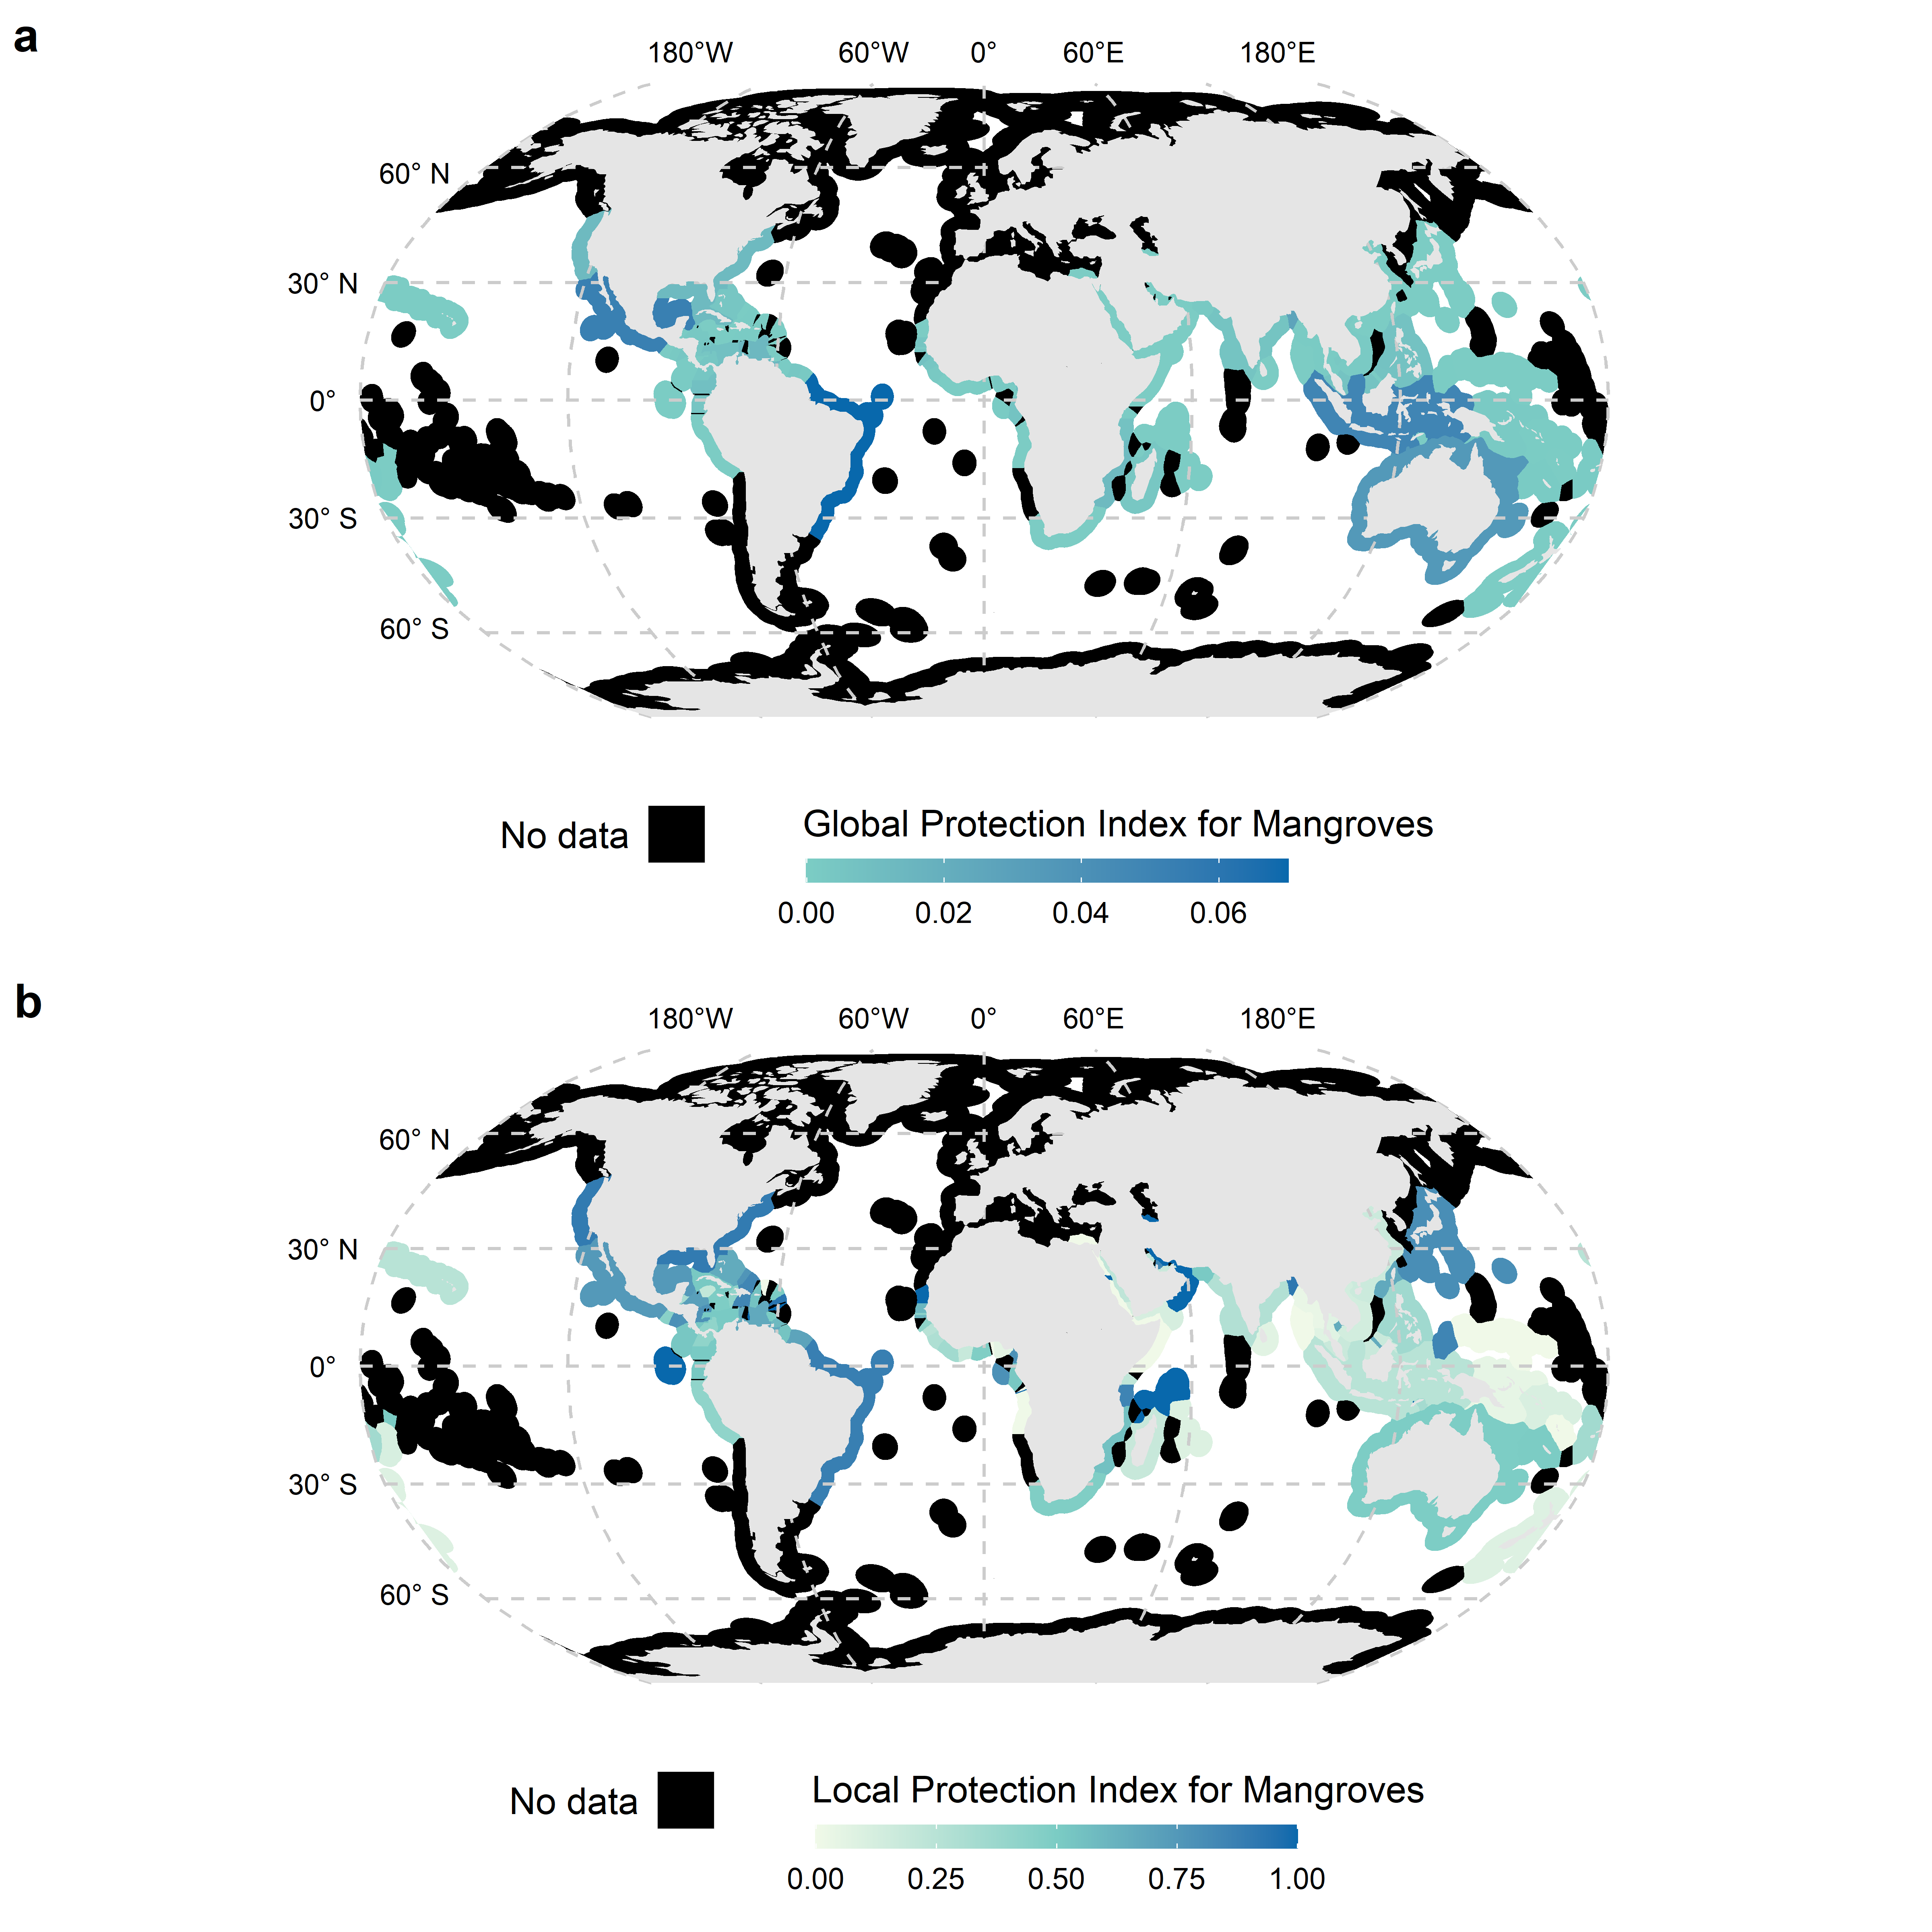 a
180°W 60°W 0° 60°E 180°E
60° N
30° N
0°
30° S
60° S
No data
Global Protection Index for Mangroves
0.00 0.02 0.04 0.06
b
180°W 60°W 0° 60°E 180°E
60° N
30° N
0°
30° S
60° S
No data
Local Protection Index for Mangroves
0.00 0.25 0.50 0.75 1.00